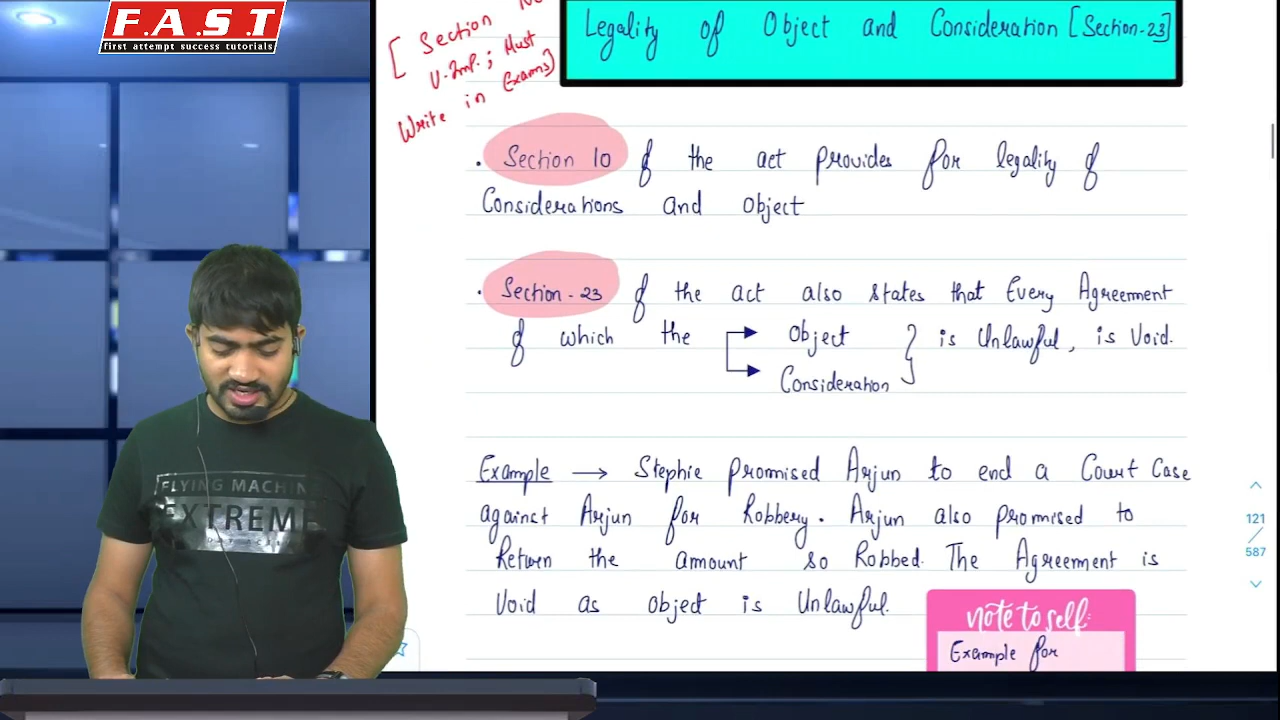 F.A.S.T
first attempt success tutorials
[ Section No
V.Imp.; Must
Write in Exams]
Legality of Object and Consideration [Section-23]
. Section 10 of the act provides for legality of
Considerations and Object
. Section - 23 of the act also states that Every Agreement
of which the Object } is Unlawful, is Void.
Consideration
Example → Stephie promised Arjun to end a Court Case
against Arjun for Robbery. Arjun also promised to
Return the amount so Robbed. The Agreement is
Void as object is Unlawful.
note to self:
Example for
FLYING MACHINE
EXTREME
121
587